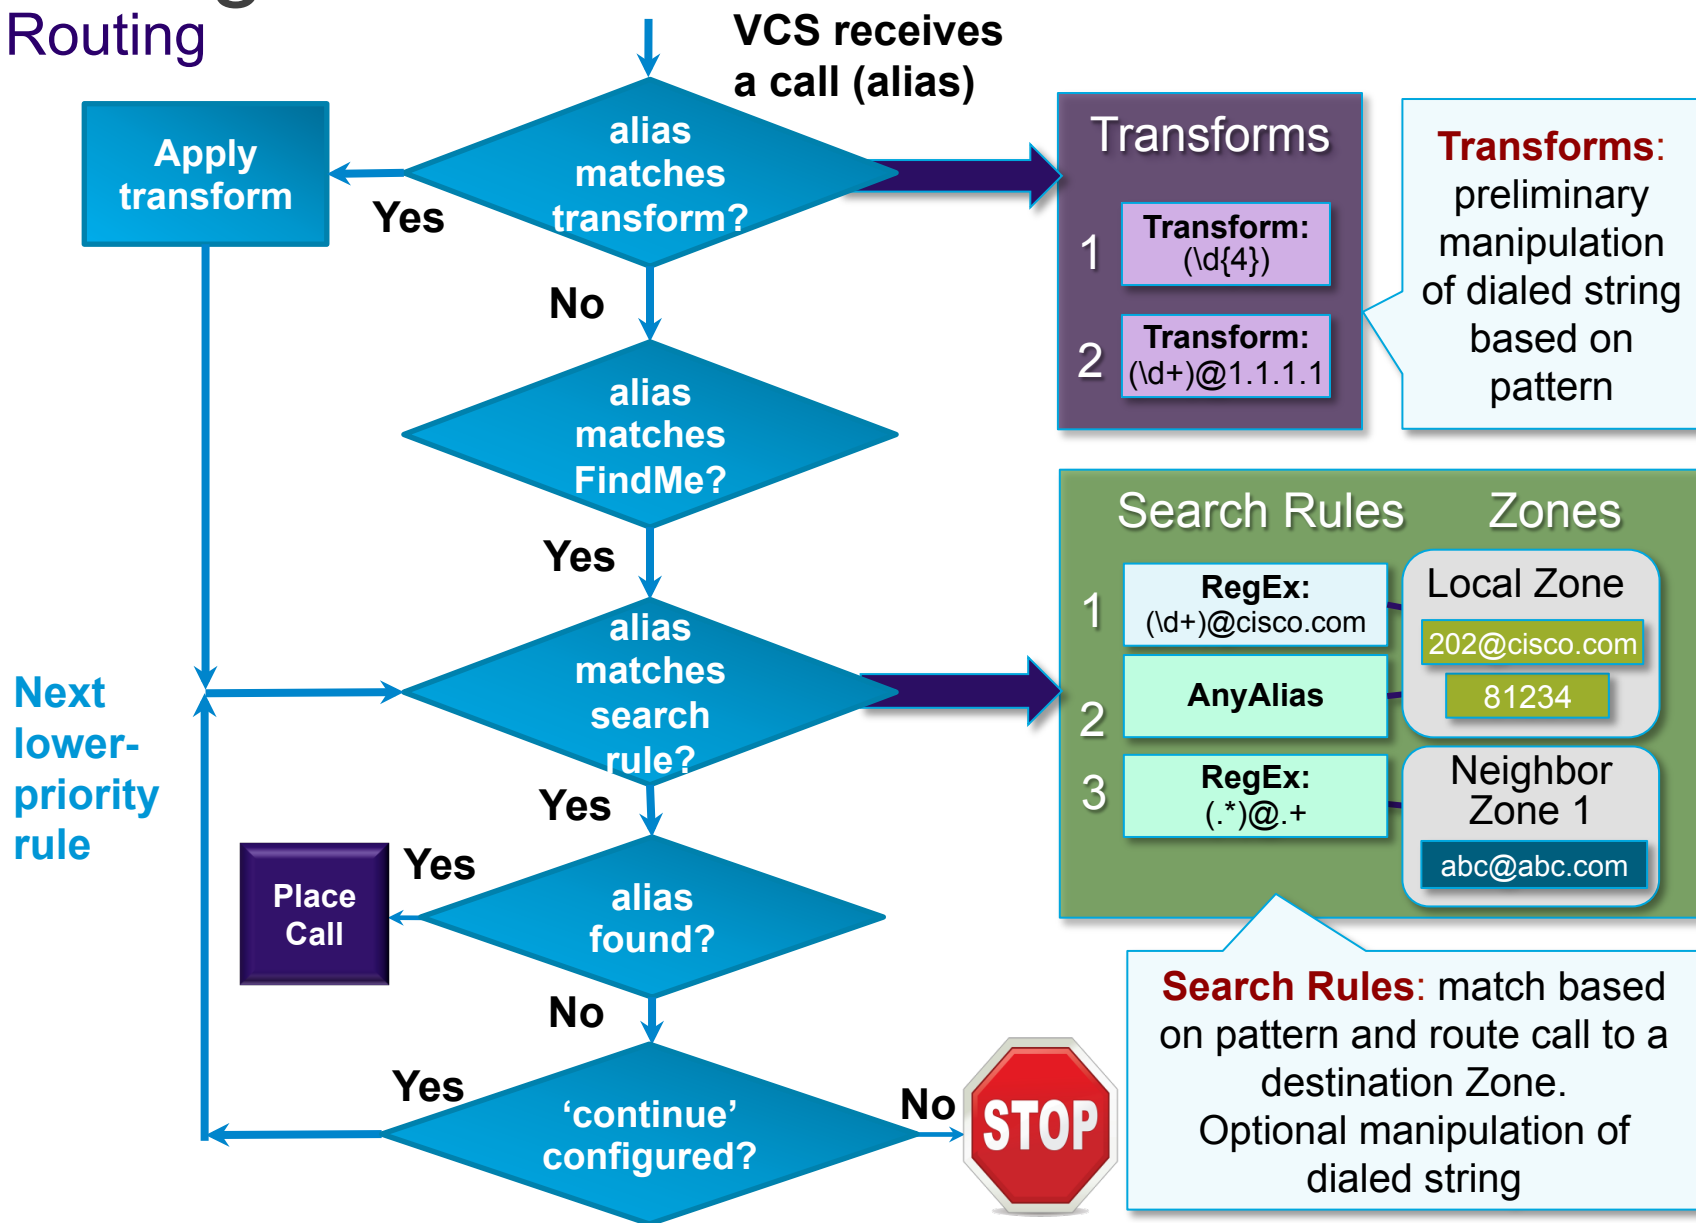 Routing
VCS receives
a call (alias)
Apply
transform
Yes
alias
matches
transform?
No
alias
matches
FindMe?
Yes
alias
matches
search
rule?
Yes
Next
lower-
priority
rule
Place
Call
Yes
alias
found?
No
Yes
‘continue’
configured?
No
STOP
Transforms
1
Transform:
(\d{4})
2
Transform:
(\d+)@1.1.1.1
Transforms:
preliminary
manipulation
of dialed string
based on
pattern
Search Rules
Zones
1
RegEx:
(\d+)@cisco.com
2
AnyAlias
3
RegEx:
(.*)@.+
Local Zone
202@cisco.com
81234
Neighbor
Zone 1
abc@abc.com
Search Rules: match based
on pattern and route call to a
destination Zone.
Optional manipulation of
dialed string